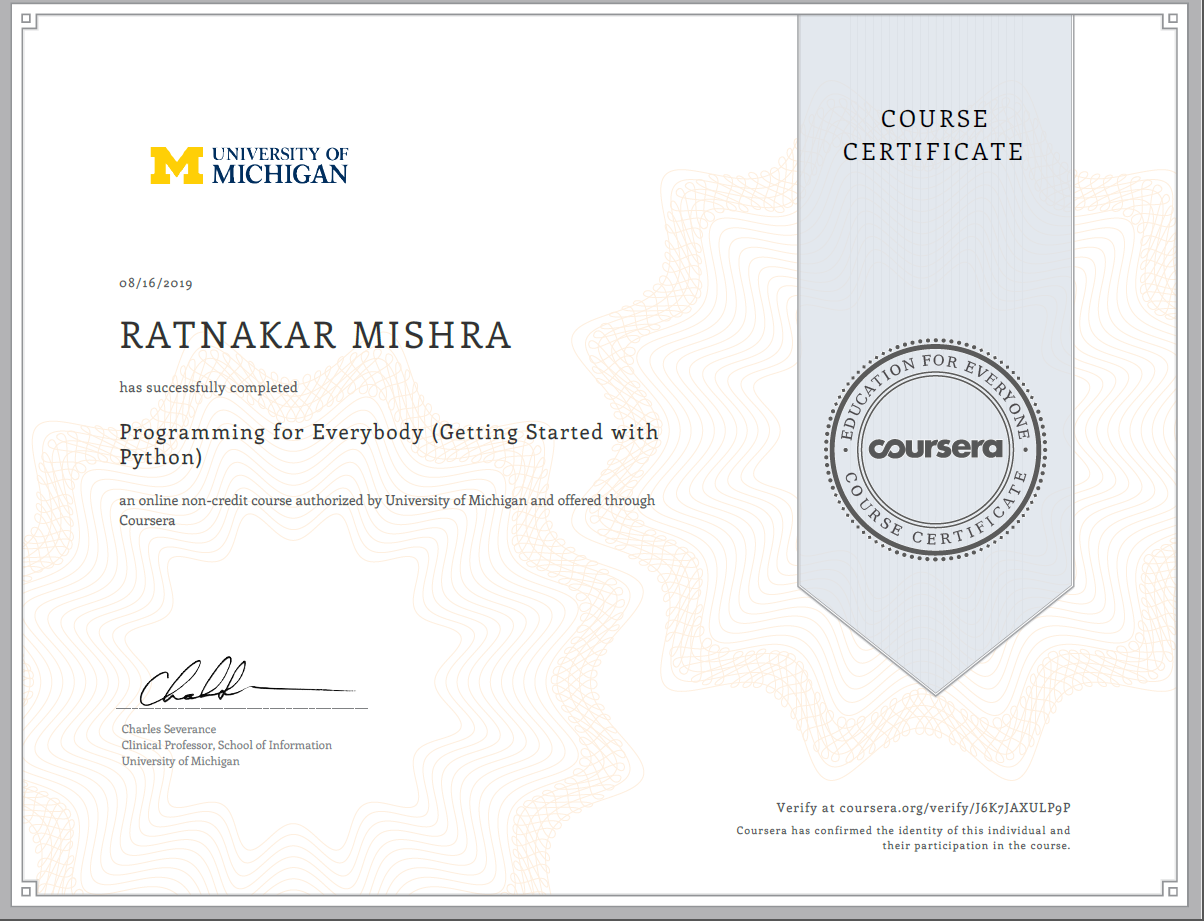 COURSE
CERTIFICATE
UNIVERSITY OF
MICHIGAN
08/16/2019
RATNAKAR MISHRA
has successfully completed
Programming for Everybody (Getting Started with
Python)
an online non-credit course authorized by University of Michigan and offered through
Coursera
EDUCATION FOR EVERYONE
coursera
COURSE CERTIFICATE
Charles Severance
Clinical Professor, School of Information
University of Michigan
Verify at coursera.org/verify/J6K7JAXULP9P
Coursera has confirmed the identity of this individual and
their participation in the course.